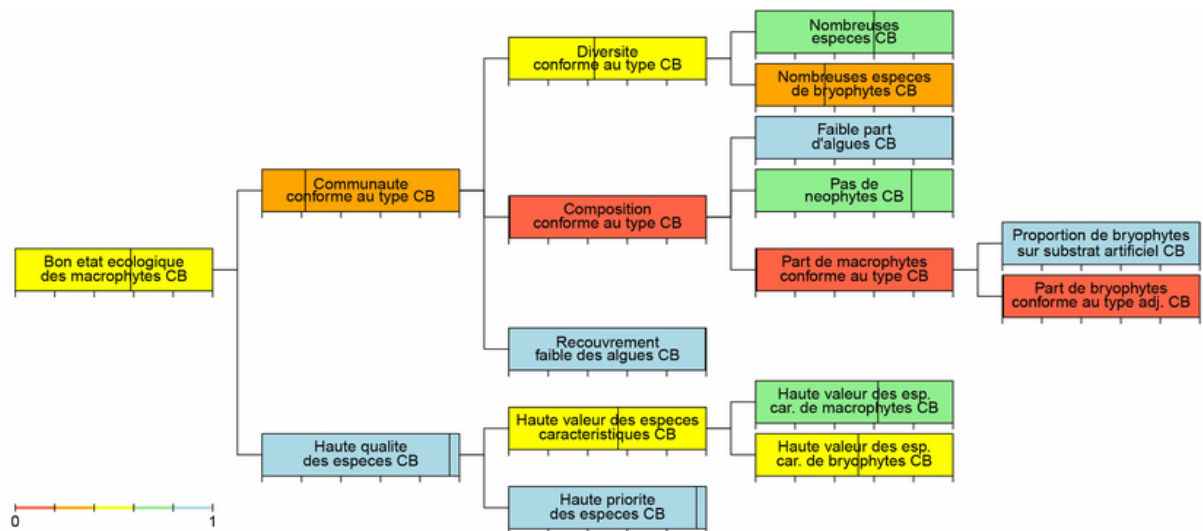 Nombreuses
especes CB
Diversite
conforme au type CB
Nombreuses especes
de bryophytes CB
Faible part
d'algues CB
Communaute
conforme au type CB
Pas de
neophytes CB
Composition
conforme au type CB
Proportion de bryophytes
sur substrat artificiel CB
Bon etat ecologique
des macrophytes CB
Part de macrophytes
conforme au type CB
Part de bryophytes
conforme au type adj. CB
Recouvrement
faible des algues CB
Haute valeur des esp.
car. de macrophytes CB
Haute valeur des especes
caracteristiques CB
Haute qualite
des especes CB
Haute valeur des esp.
car. de bryophytes CB
Haute priorite
des especes CB
0 1